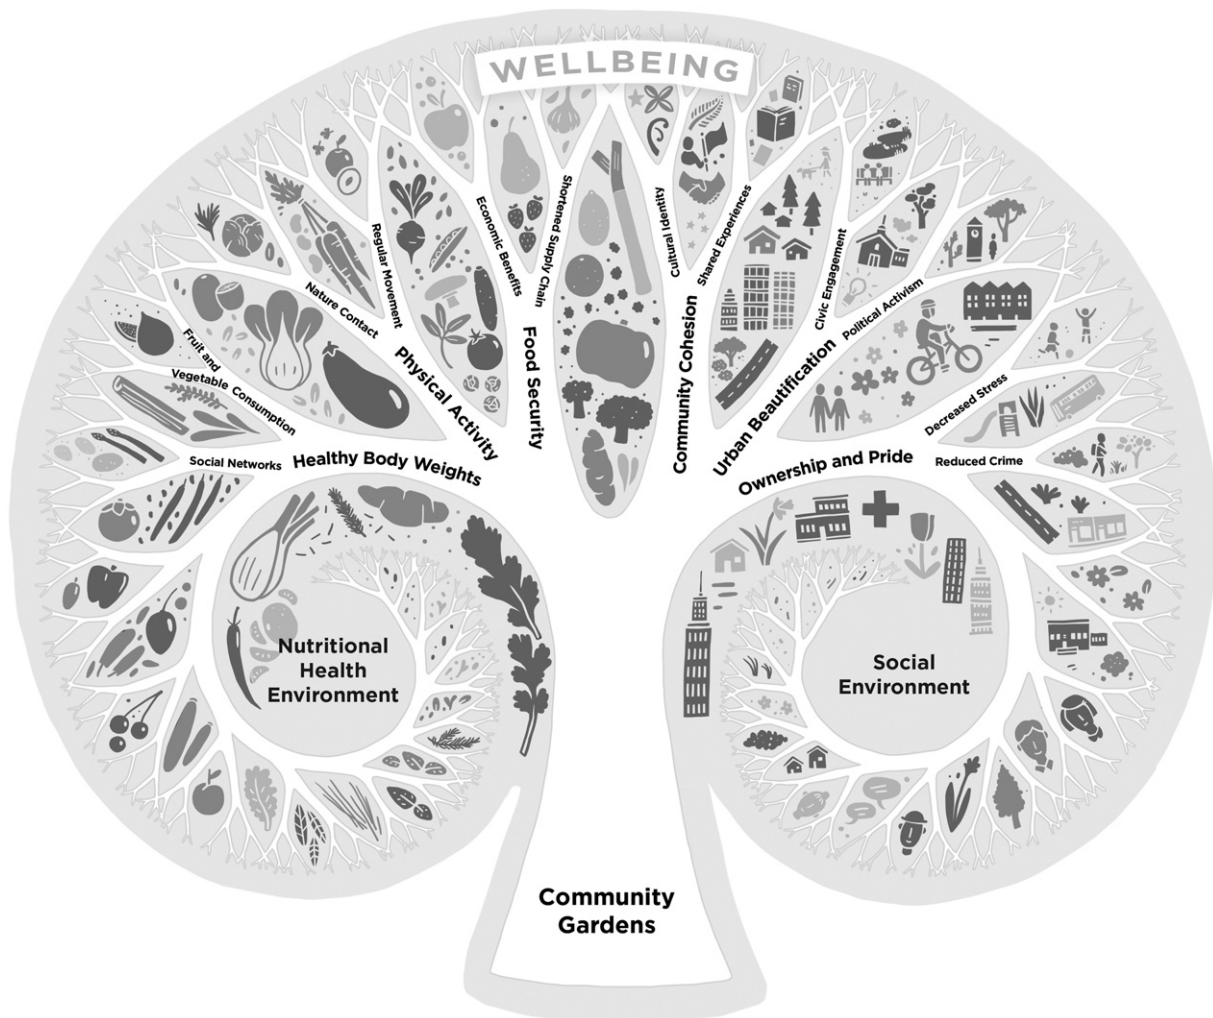 WELLBEING
Fruit and
Vegetable Consumption
Social Networks
Healthy Body Weights
Nature Contact
Regular Movement
Physical Activity
Economic Benefits
Shortened Supply Chain
Food Security
Cultural Identity
Shared Experiences
Community Cohesion
Civic Engagement
Political Activism
Urban Beautification
Decreased Stress
Reduced Crime
Ownership and Pride
Nutritional
Health
Environment
Social
Environment
Community
Gardens